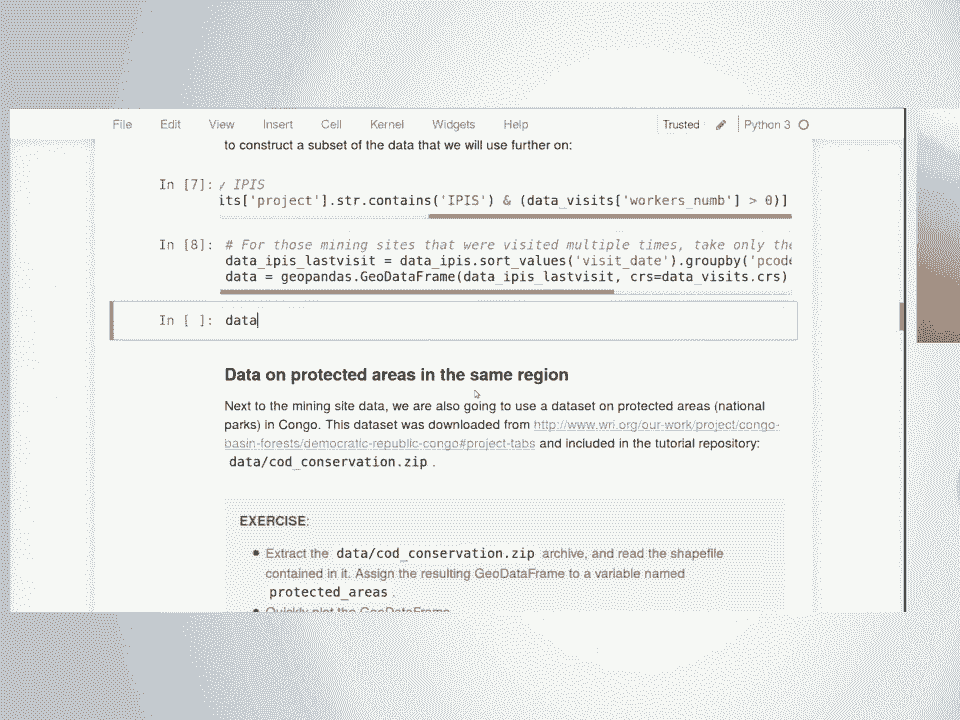 File Edit View Insert Cell Kernel Widgets Help Trusted Python 3
to construct a subset of the data that we will use further on:
In [7]: / IPIS
its['project'].str.contains('IPIS') & (data_visits['workers_numb'] > 0)]
In [8]: # For those mining sites that were visited multiple times, take only the
data_ipis_lastvisit = data_ipis.sort_values('visit_date').groupby('pcode
data = geopandas.GeoDataFrame(data_ipis_lastvisit, crs=data_visits.crs)
In [ ]: data
Data on protected areas in the same region
Next to the mining site data, we are also going to use a dataset on protected areas (national
parks) in Congo. This dataset was downloaded from http://www.wri.org/our-work/project/congo-
basin-forests/democratic-republic-congo#project-tabs and included in the tutorial repository:
data/cod_conservation.zip .
EXERCISE:
• Extract the data/cod_conservation.zip archive, and read the shapefile
contained in it. Assign the resulting GeoDataFrame to a variable named
protected_areas .
• Quickly plot the GeoDataFrame